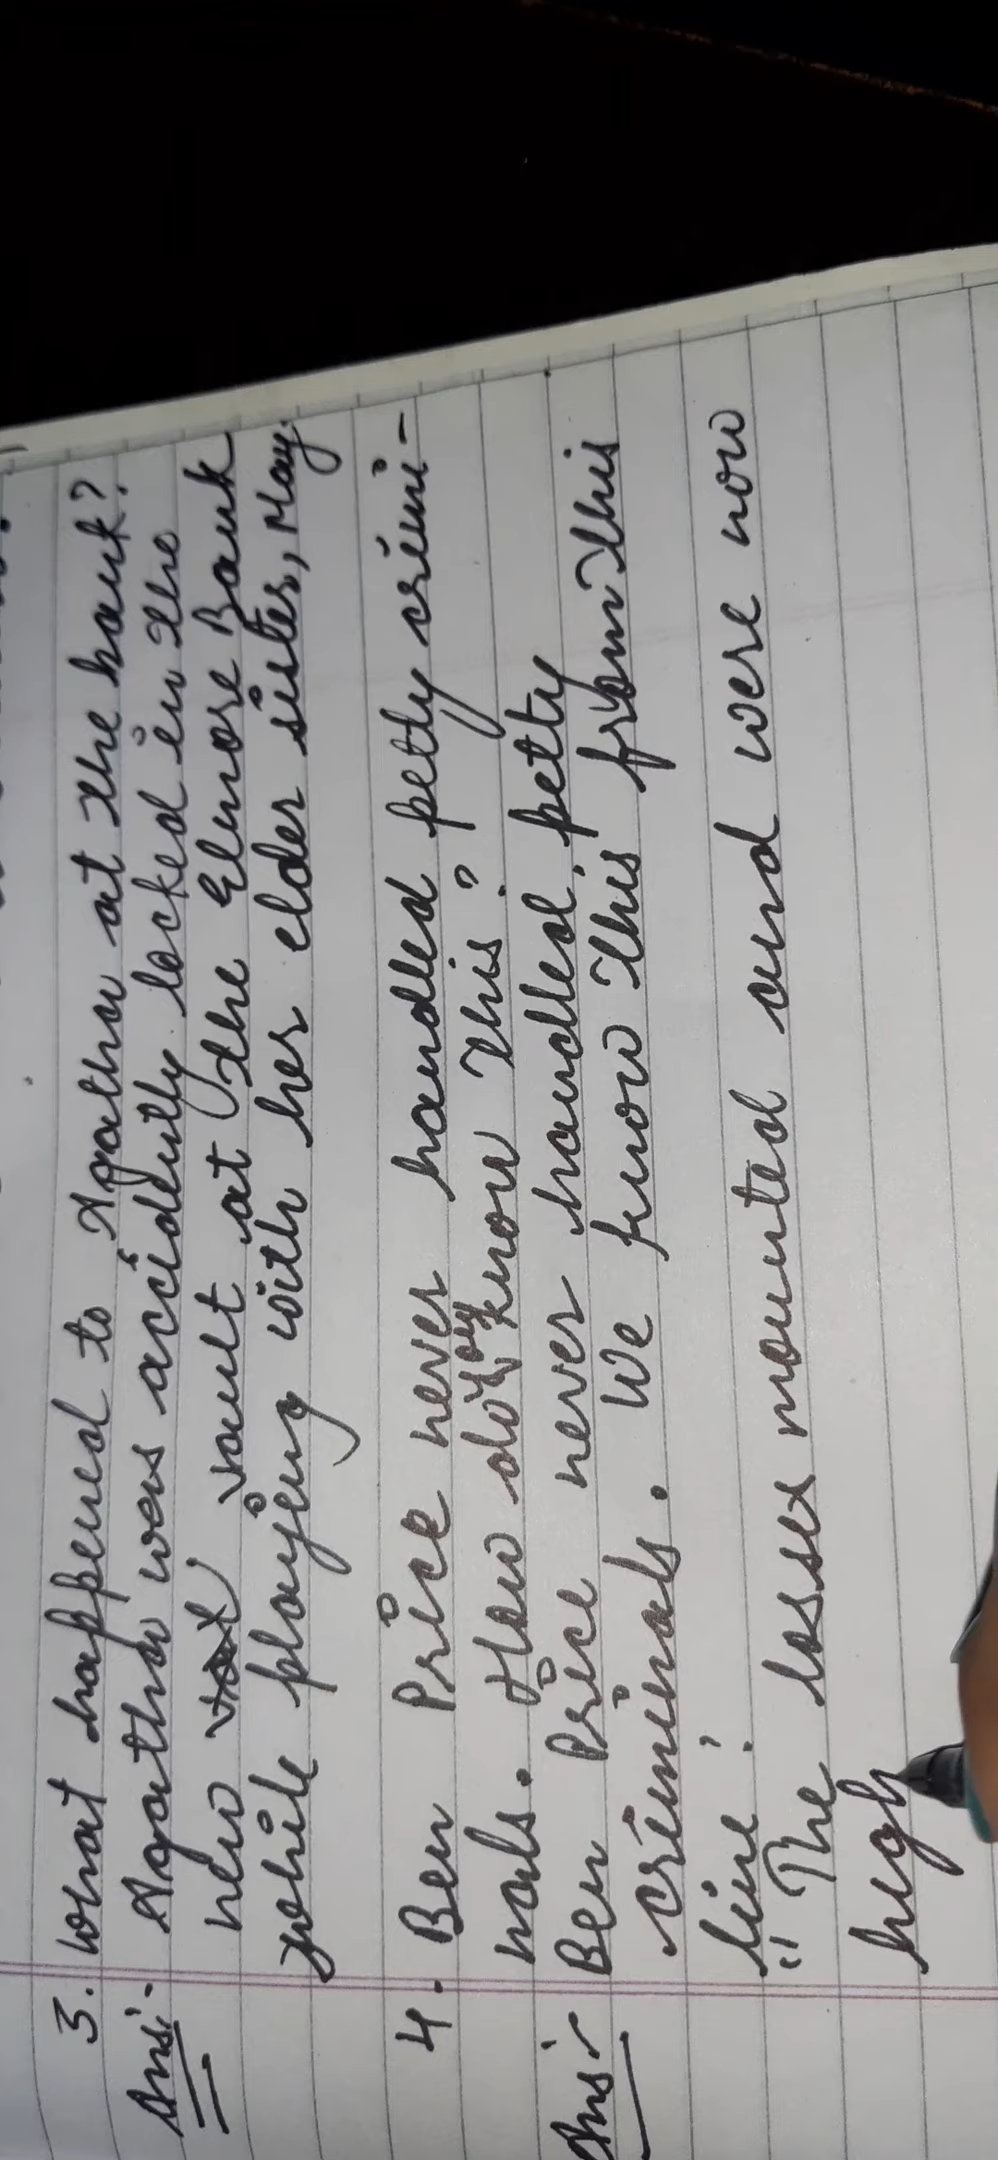 3. What happened to Agatha at the bank?
Ans:- Agatha was accidently locked in the
new vault at the Elmore Bank
while playing with her elder sister, May.
4. Ben Price never handled petty crimi-
nals. How do you know this?
Ans:- Ben Price never handled petty
criminals. We know this from this
line:
"The losses mounted and were now
high